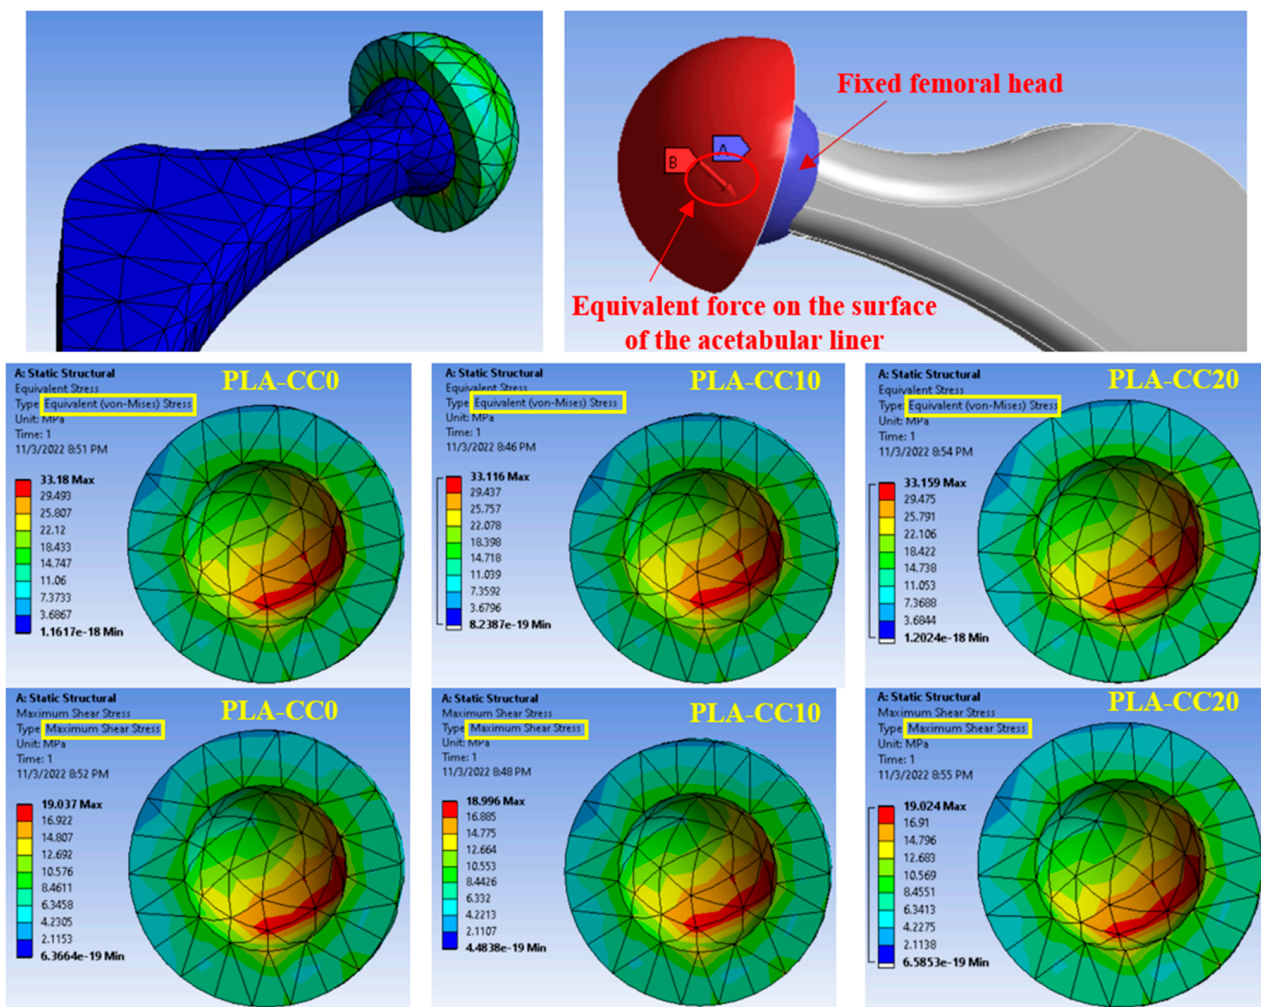 Fixed femoral head
B
A
Equivalent force on the surface
of the acetabular liner
A: Static Structural
Equivalent Stress
Type: Equivalent (von-Mises) Stress
Unit: MPa
Time: 1
11/3/2022 8:51 PM
PLA-CC0
33.18 Max
29.493
25.807
22.12
18.433
14.747
11.06
7.3733
3.6867
1.1617e-18 Min
A: Static Structural
Equivalent Stress
Type: Equivalent (von-Mises) Stress
Unit: MPa
Time: 1
11/3/2022 8:46 PM
PLA-CC10
33.116 Max
29.437
25.757
22.078
18.398
14.718
11.039
7.3592
3.6796
8.2387e-19 Min
A: Static Structural
Equivalent Stress
Type: Equivalent (von-Mises) Stress
Unit: MPa
Time: 1
11/3/2022 8:54 PM
PLA-CC20
33.159 Max
29.475
25.791
22.106
18.422
14.738
11.053
7.3688
3.6844
1.2024e-18 Min
A: Static Structural
Maximum Shear Stress
Type: Maximum Shear Stress
Unit: MPa
Time: 1
11/3/2022 8:52 PM
PLA-CC0
19.037 Max
16.922
14.807
12.692
10.576
8.4611
6.3458
4.2305
2.1153
6.3664e-19 Min
A: Static Structural
Maximum Shear Stress
Type: Maximum Shear Stress
Unit: MPa
Time: 1
11/3/2022 8:48 PM
PLA-CC10
18.996 Max
16.885
14.775
12.664
10.553
8.4426
6.332
4.2213
2.1107
4.4838e-19 Min
A: Static Structural
Maximum Shear Stress
Type: Maximum Shear Stress
Unit: MPa
Time: 1
11/3/2022 8:55 PM
PLA-CC20
19.024 Max
16.91
14.796
12.683
10.569
8.4551
6.3413
4.2275
2.1138
6.5853e-19 Min